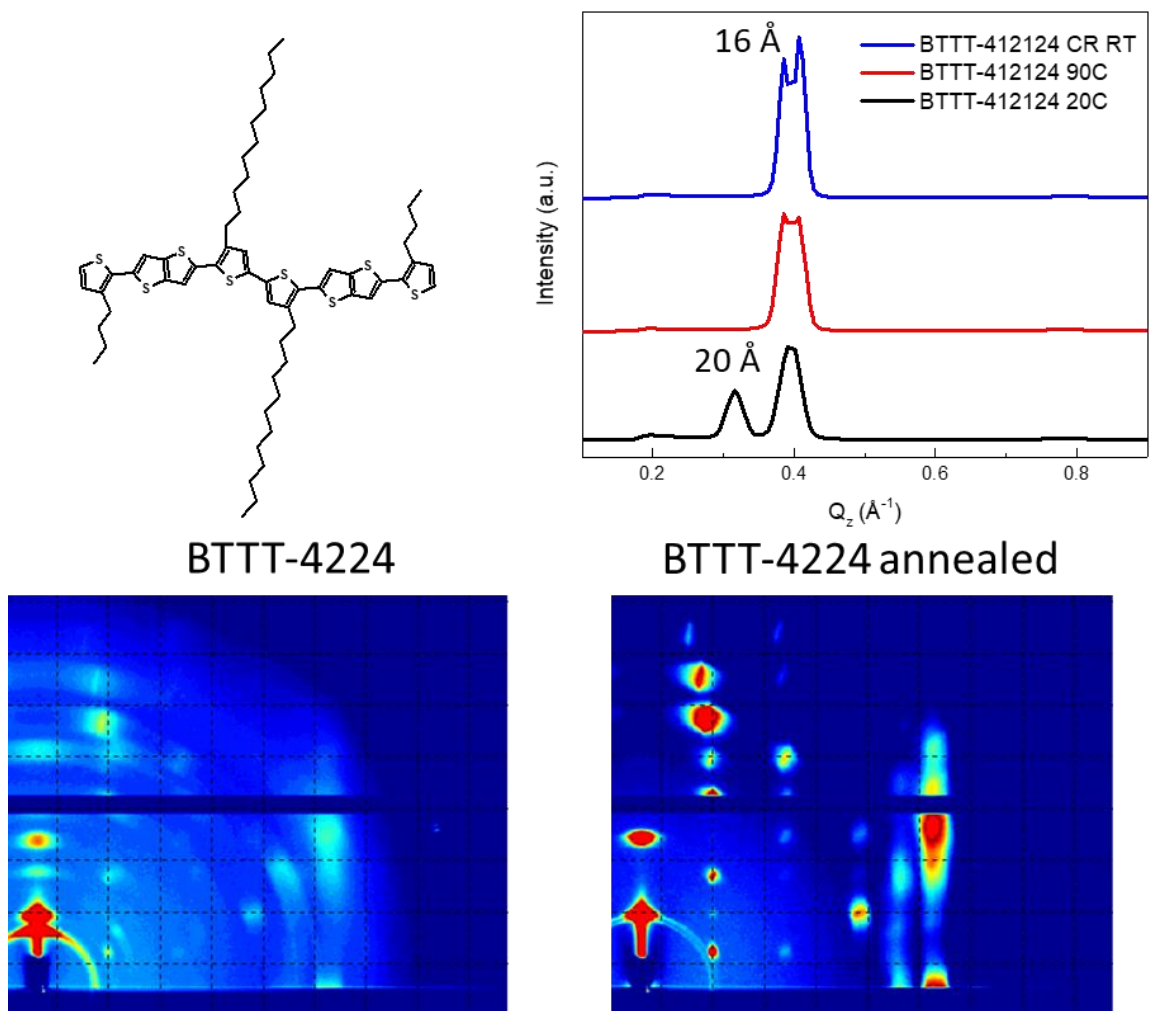 16 Å
BTTT-412124 CR RT
BTTT-412124 90C
BTTT-412124 20C
20 Å
Intensity (a.u.)
0.2 0.4 0.6 0.8
Qz (Å-1)
S S S S S S S S
BTTT-4224
BTTT-4224 annealed